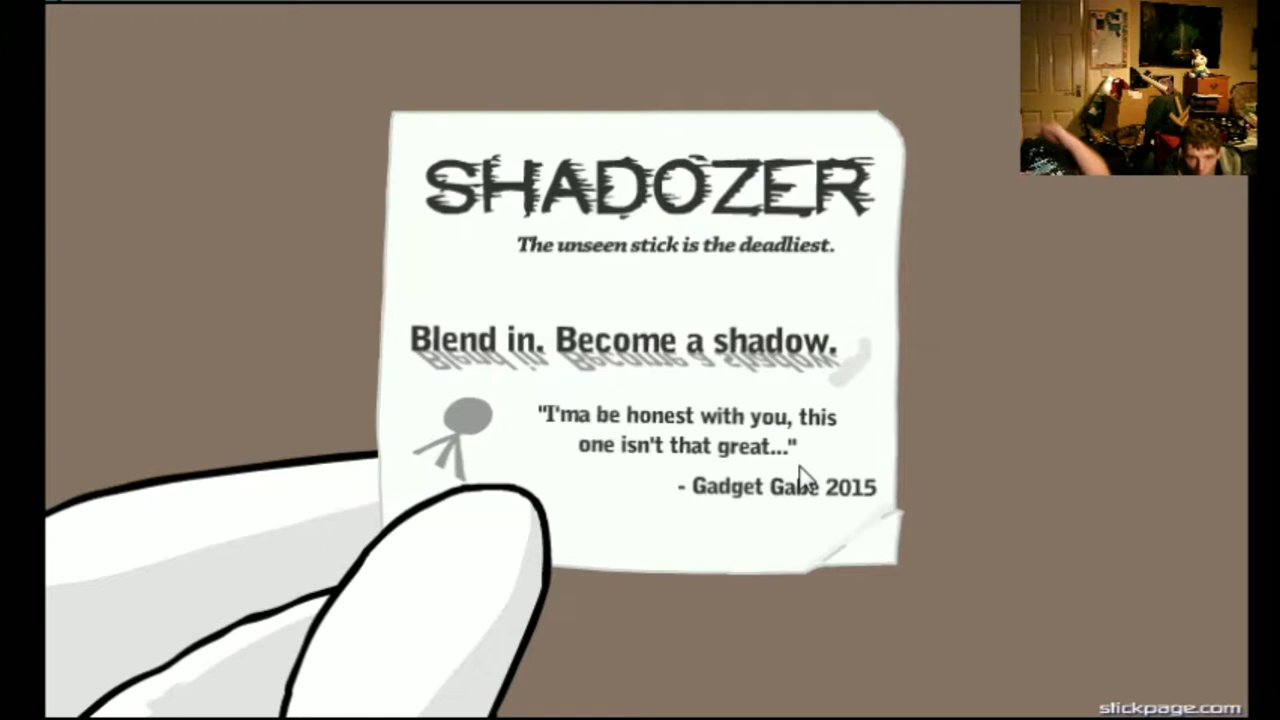 SHADOZER
The unseen stick is the deadliest.
Blend in. Become a shadow.
"I'ma be honest with you, this
one isn't that great..."
- Gadget Gabe 2015
stickpage.com